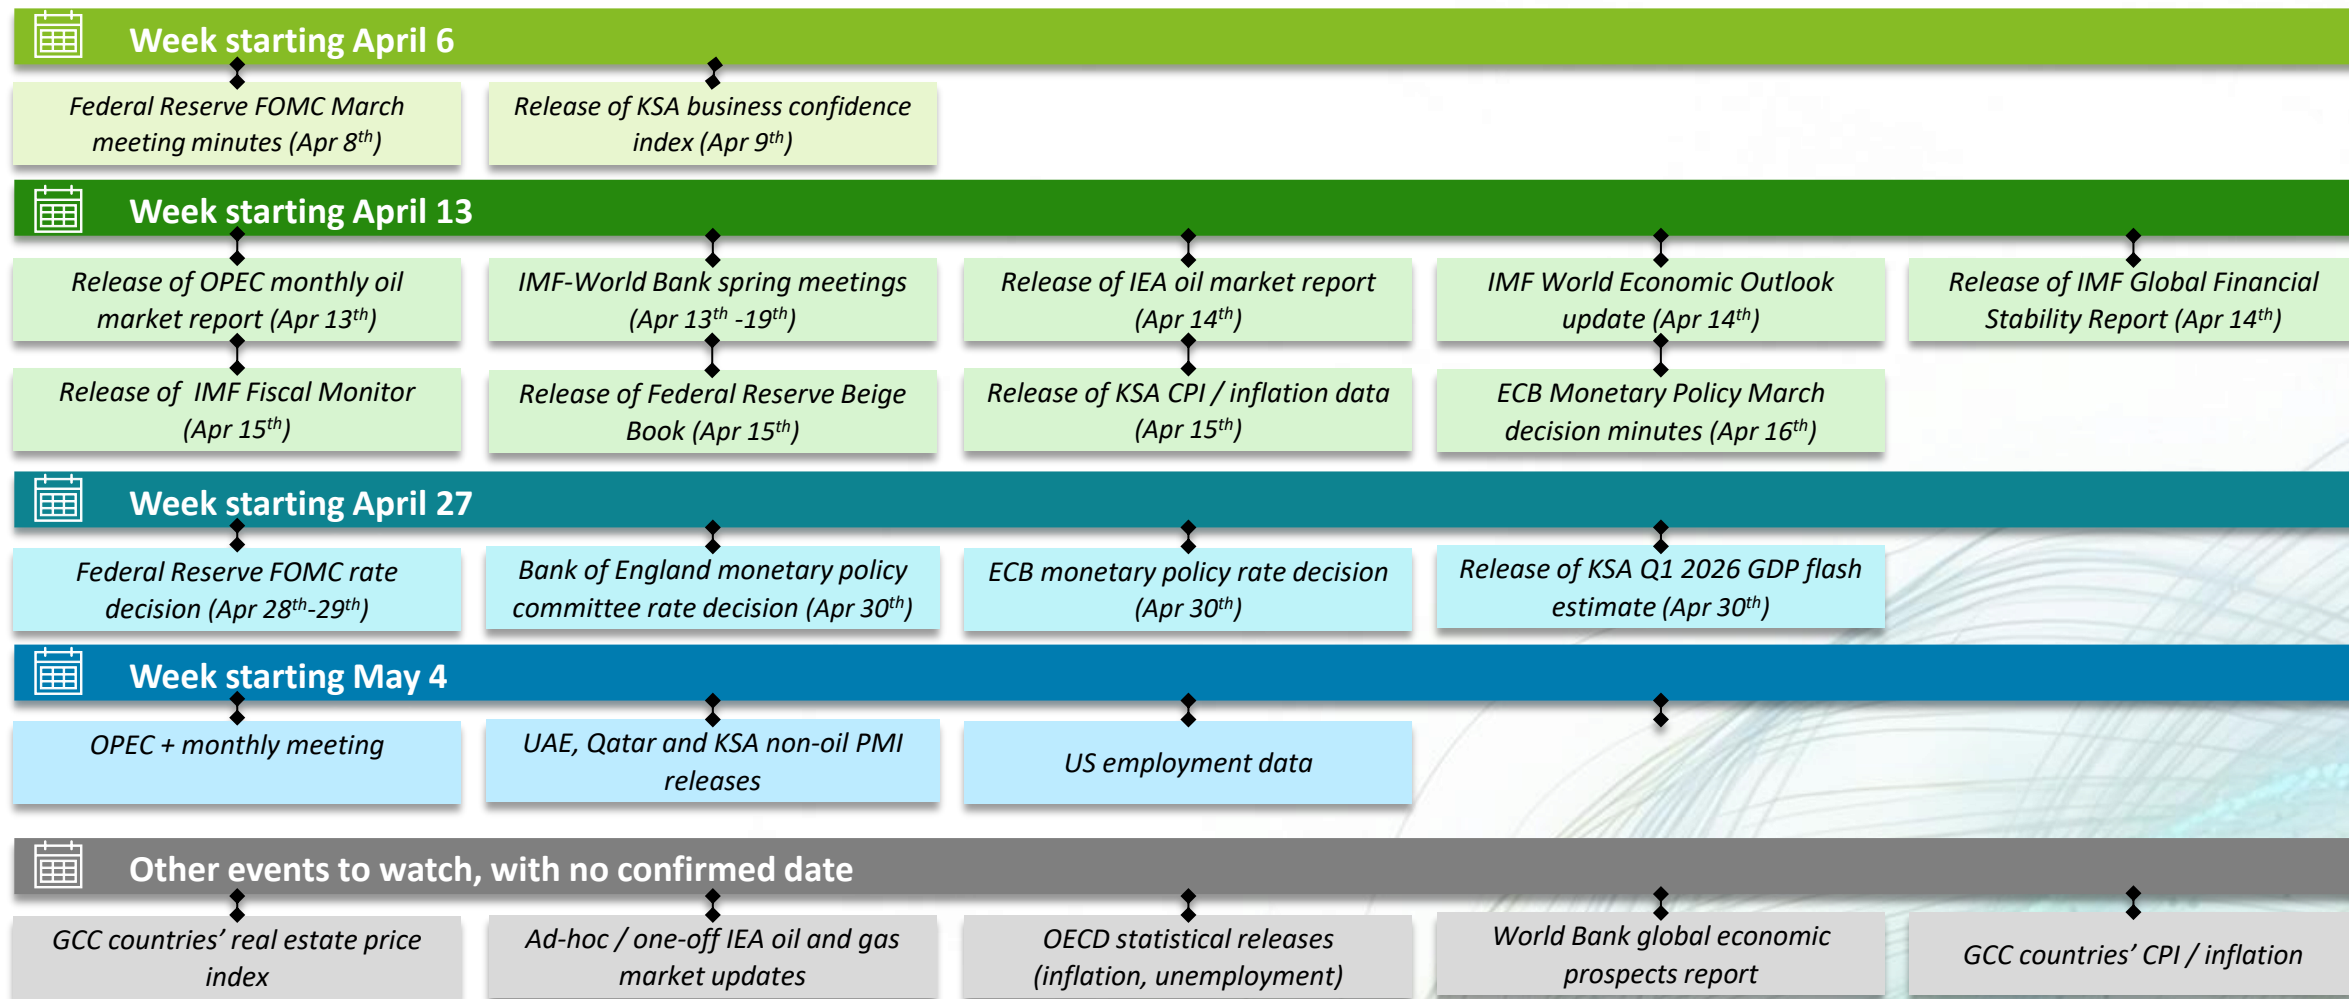 Week starting April 6
Federal Reserve FOMC March
meeting minutes (Apr 8th)
Release of KSA business confidence
index (Apr 9th)
Week starting April 13
Release of OPEC monthly oil
market report (Apr 13th)
IMF-World Bank spring meetings
(Apr 13th -19th)
Release of IEA oil market report
(Apr 14th)
IMF World Economic Outlook
update (Apr 14th)
Release of IMF Global Financial
Stability Report (Apr 14th)
Release of IMF Fiscal Monitor
(Apr 15th)
Release of Federal Reserve Beige
Book (Apr 15th)
Release of KSA CPI / inflation data
(Apr 15th)
ECB Monetary Policy March
decision minutes (Apr 16th)
Week starting April 27
Federal Reserve FOMC rate
decision (Apr 28th-29th)
Bank of England monetary policy
committee rate decision (Apr 30th)
ECB monetary policy rate decision
(Apr 30th)
Release of KSA Q1 2026 GDP flash
estimate (Apr 30th)
Week starting May 4
OPEC + monthly meeting
UAE, Qatar and KSA non-oil PMI
releases
US employment data
Other events to watch, with no confirmed date
GCC countries’ real estate price
index
Ad-hoc / one-off IEA oil and gas
market updates
OECD statistical releases
(inflation, unemployment)
World Bank global economic
prospects report
GCC countries’ CPI / inflation